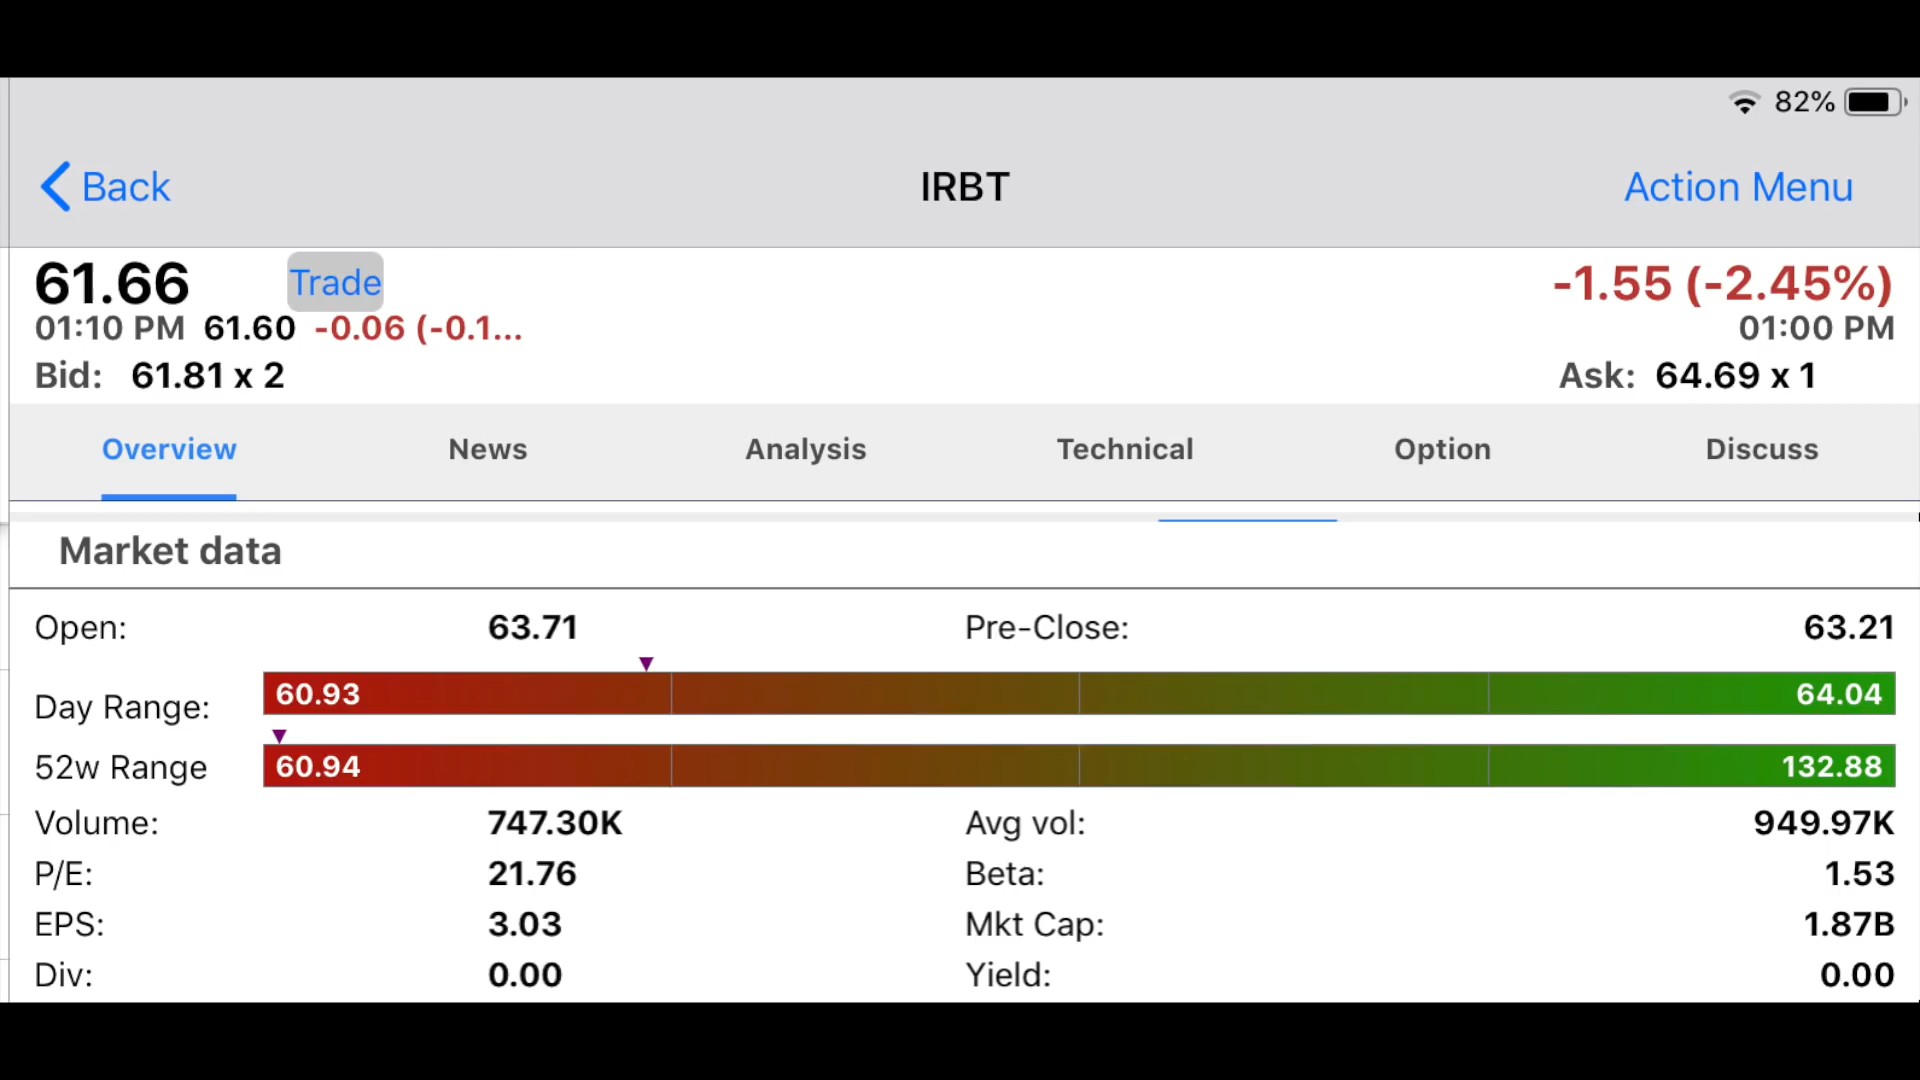 82%
Back IRBT Action Menu
61.66 Trade -1.55 (-2.45%)
01:10 PM 61.60 -0.06 (-0.1... 01:00 PM
Bid: 61.81 x 2 Ask: 64.69 x 1
Overview News Analysis Technical Option Discuss
Market data
Open: 63.71 Pre-Close: 63.21
Day Range: 60.93 64.04
52w Range 60.94 132.88
Volume: 747.30K Avg vol: 949.97K
P/E: 21.76 Beta: 1.53
EPS: 3.03 Mkt Cap: 1.87B
Div: 0.00 Yield: 0.00